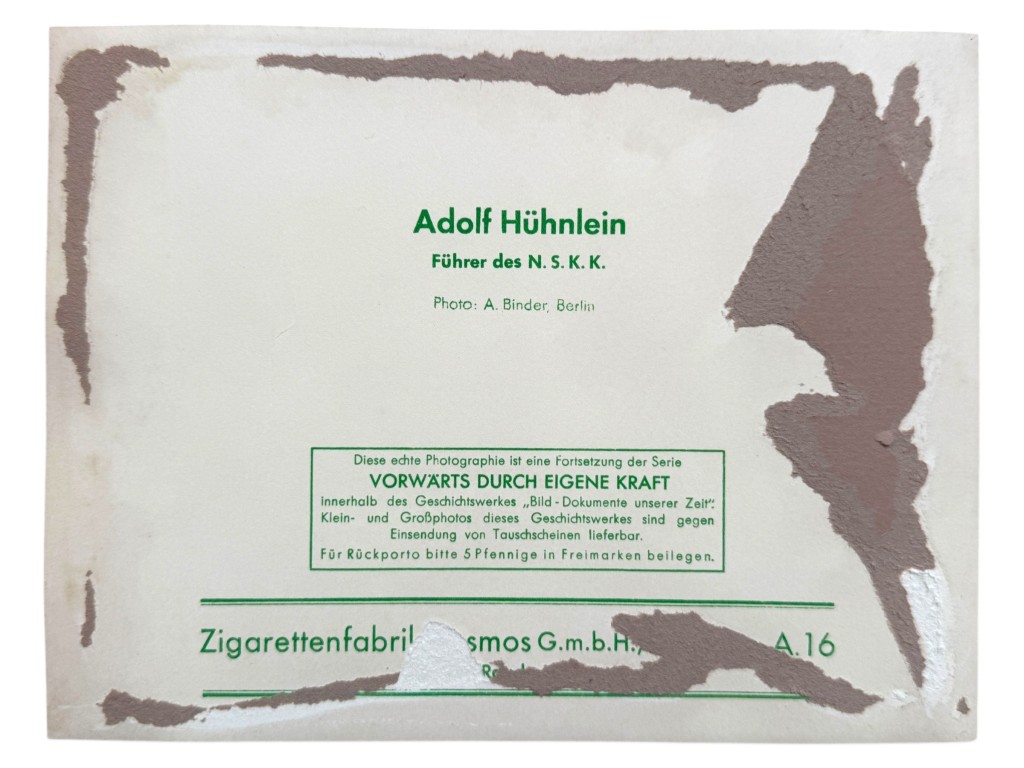 Adolf Hühnlein
Führer des N. S. K. K.
Photo: A. Binder, Berlin
Diese echte Photographie ist eine Fortsetzung der Serie
VORWÄRTS DURCH EIGENE KRAFT
innerhalb des Geschichtswerkes „Bild-Dokumente unserer Zeit“:
Klein- und Großphotos dieses Geschichtswerkes sind gegen
Einsendung von Tauschscheinen lieferbar.
Für Rückporto bitte 5 Pfennige in Freimarken beilegen.
Zigarettenfabri smos G.m.b.H., A.16